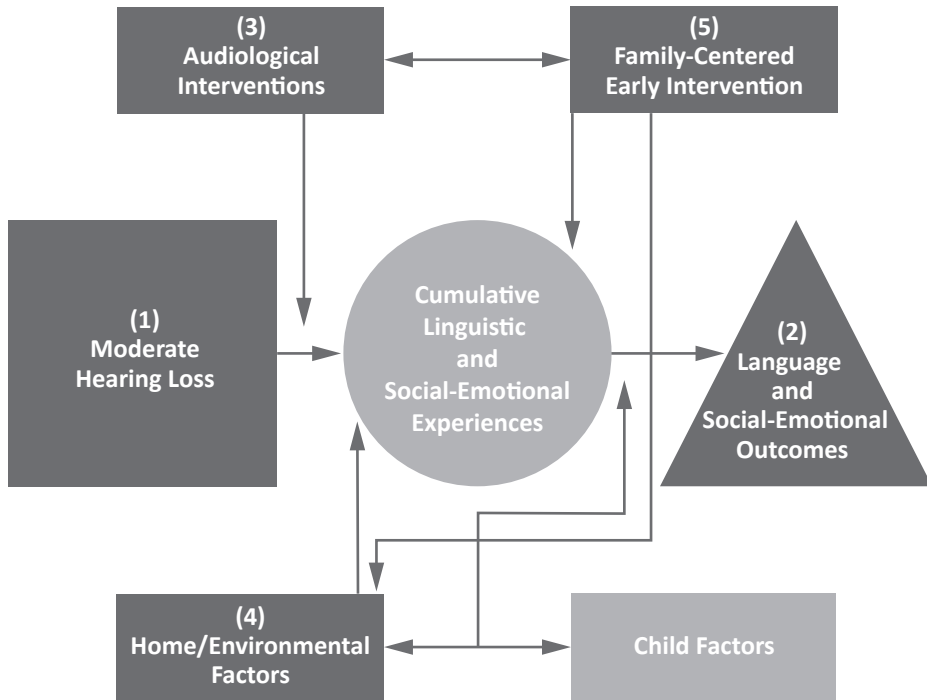 (3)
Audiological
Interventions
(5)
Family-Centered
Early Intervention
(1)
Moderate
Hearing Loss
Cumulative
Linguistic
and
Social-Emotional
Experiences
(2)
Language
and
Social-Emotional
Outcomes
(4)
Home/Environmental
Factors
Child Factors